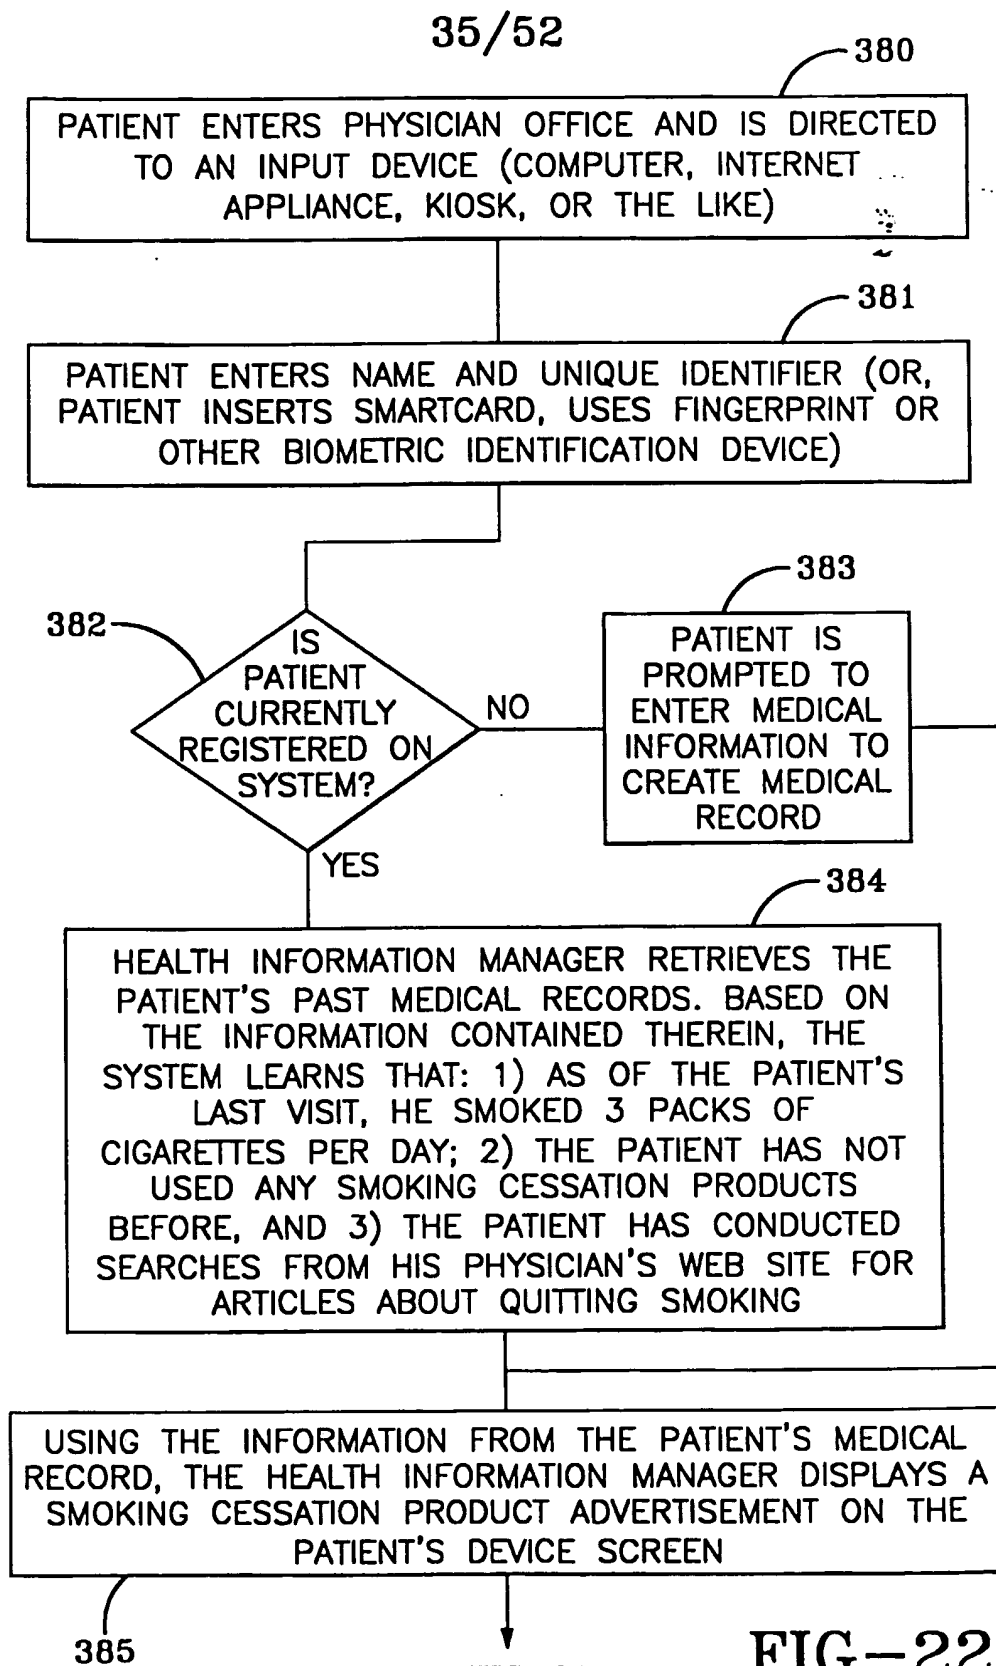 35/52
380
PATIENT ENTERS PHYSICIAN OFFICE AND IS DIRECTED
TO AN INPUT DEVICE (COMPUTER, INTERNET
APPLIANCE, KIOSK, OR THE LIKE)
381
PATIENT ENTERS NAME AND UNIQUE IDENTIFIER (OR,
PATIENT INSERTS SMARTCARD, USES FINGERPRINT OR
OTHER BIOMETRIC IDENTIFICATION DEVICE)
382
IS
PATIENT
CURRENTLY
REGISTERED ON
SYSTEM?
NO
383
PATIENT IS
PROMPTED TO
ENTER MEDICAL
INFORMATION TO
CREATE MEDICAL
RECORD
YES
384
HEALTH INFORMATION MANAGER RETRIEVES THE
PATIENT'S PAST MEDICAL RECORDS. BASED ON
THE INFORMATION CONTAINED THEREIN, THE
SYSTEM LEARNS THAT: 1) AS OF THE PATIENT'S
LAST VISIT, HE SMOKED 3 PACKS OF
CIGARETTES PER DAY; 2) THE PATIENT HAS NOT
USED ANY SMOKING CESSATION PRODUCTS
BEFORE, AND 3) THE PATIENT HAS CONDUCTED
SEARCHES FROM HIS PHYSICIAN'S WEB SITE FOR
ARTICLES ABOUT QUITTING SMOKING
USING THE INFORMATION FROM THE PATIENT'S MEDICAL
RECORD, THE HEALTH INFORMATION MANAGER DISPLAYS A
SMOKING CESSATION PRODUCT ADVERTISEMENT ON THE
PATIENT'S DEVICE SCREEN
385
FIG-22